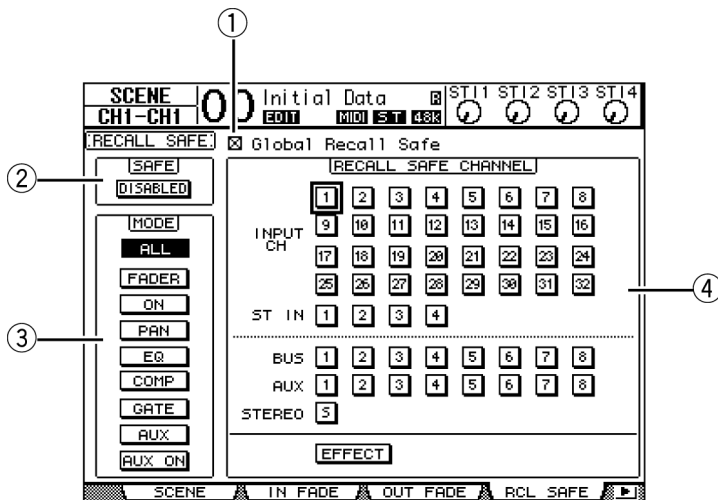 ①
SCENE 00 Initial Data B ST I1 ST I2 ST I3 ST I4
CH1-CH1 EDIT MIDI ST 48K
RECALL SAFE ☒ Global Recall Safe
②
SAFE
DISABLED
③
MODE
ALL
FADER
ON
PAN
EQ
COMP
GATE
AUX
AUX ON
RECALL SAFE CHANNEL
④
INPUT CH
1 2 3 4 5 6 7 8
9 10 11 12 13 14 15 16
17 18 19 20 21 22 23 24
25 26 27 28 29 30 31 32
ST IN 1 2 3 4
BUS 1 2 3 4 5 6 7 8
AUX 1 2 3 4 5 6 7 8
STEREO S
EFFECT
SCENE IN FADE OUT FADE RCL SAFE